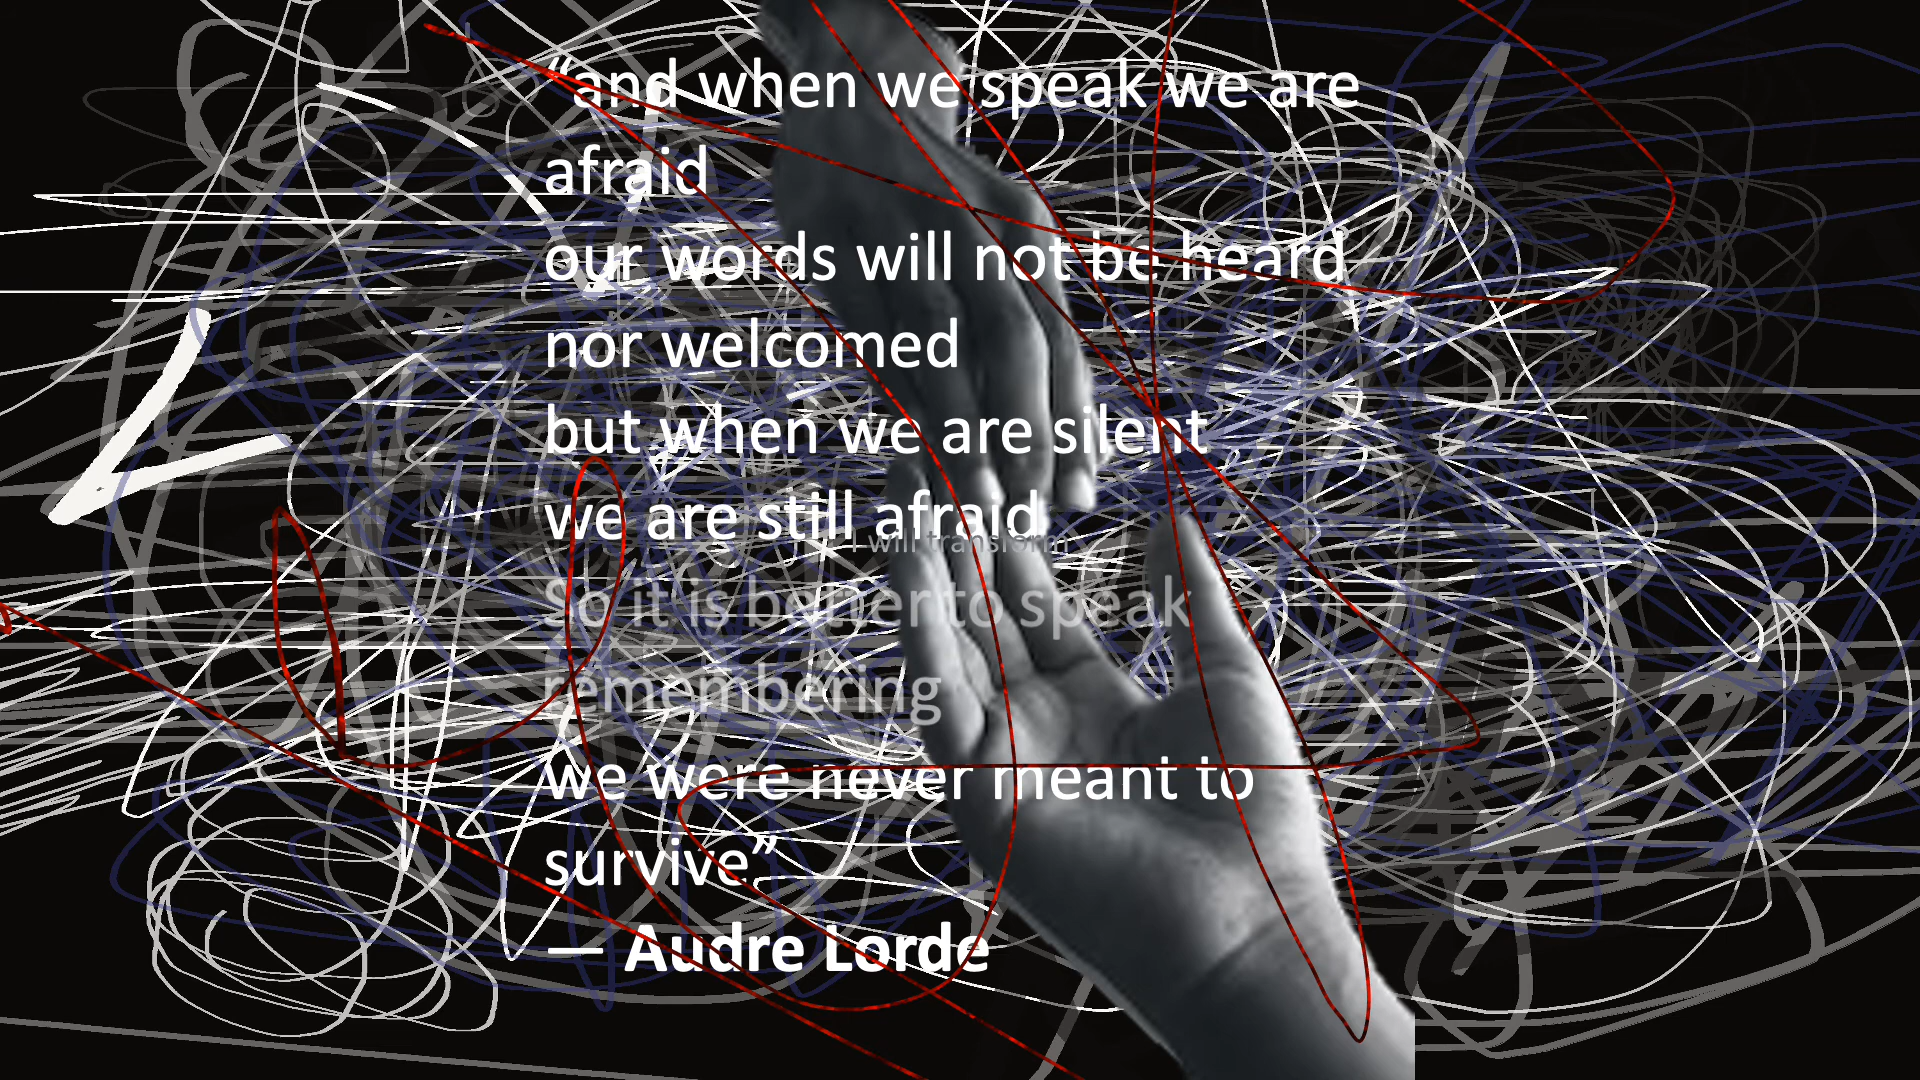 “and when we speak we are
afraid
our words will not be heard
nor welcomed
but when we are silent
we are still afraid
I will transform
So it is better to speak
remembering
we were never meant to
survive”
— Audre Lorde